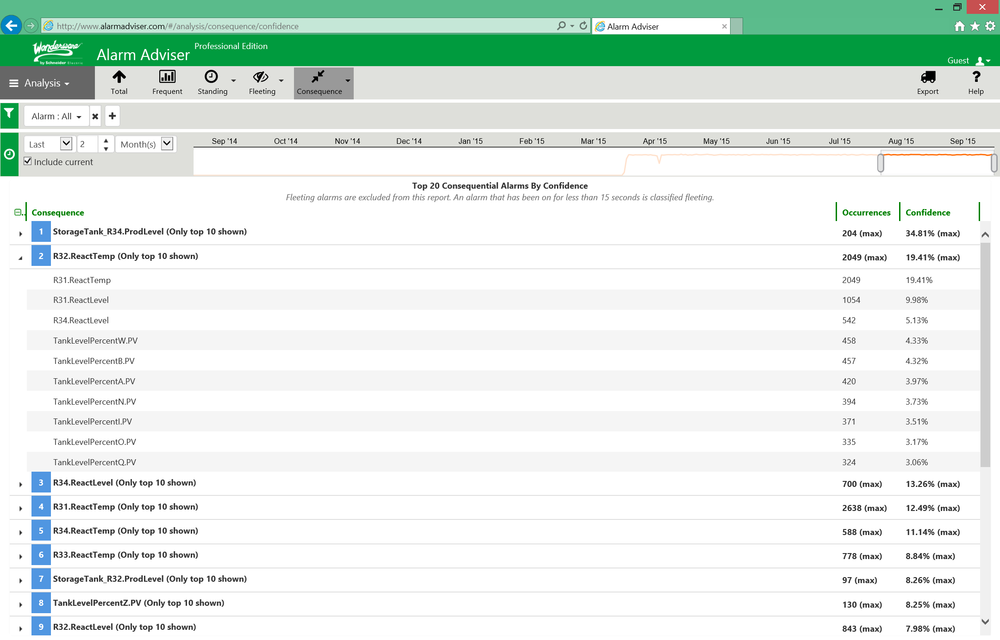 http://www.alarmadviser.com/#/analysis/consequence/confidence
Alarm Adviser
Wonderware
by Schneider Electric
Alarm Adviser
Professional Edition
Guest
Analysis
Total
Frequent
Standing
Fleeting
Consequence
Export
Help
Alarm : All
Last 2 Month(s)
Include current
Sep '14 Oct '14 Nov '14 Dec '14 Jan '15 Feb '15 Mar '15 Apr '15 May '15 Jun '15 Jul '15 Aug '15 Sep '15
Top 20 Consequential Alarms By Confidence
Fleeting alarms are excluded from this report. An alarm that has been on for less than 15 seconds is classified fleeting.
Consequence Occurrences Confidence
1 StorageTank_R34.ProdLevel (Only top 10 shown) 204 (max) 34.81% (max)
2 R32.ReactTemp (Only top 10 shown) 2049 (max) 19.41% (max)
R31.ReactTemp 2049 19.41%
R31.ReactLevel 1054 9.98%
R34.ReactLevel 542 5.13%
TankLevelPercentW.PV 458 4.33%
TankLevelPercentB.PV 457 4.32%
TankLevelPercentA.PV 420 3.97%
TankLevelPercentN.PV 394 3.73%
TankLevelPercentI.PV 371 3.51%
TankLevelPercentO.PV 335 3.17%
TankLevelPercentQ.PV 324 3.06%
3 R34.ReactLevel (Only top 10 shown) 700 (max) 13.26% (max)
4 R31.ReactTemp (Only top 10 shown) 2638 (max) 12.49% (max)
5 R34.ReactTemp (Only top 10 shown) 588 (max) 11.14% (max)
6 R33.ReactTemp (Only top 10 shown) 778 (max) 8.84% (max)
7 StorageTank_R32.ProdLevel (Only top 10 shown) 97 (max) 8.26% (max)
8 TankLevelPercentZ.PV (Only top 10 shown) 130 (max) 8.25% (max)
9 R32.ReactLevel (Only top 10 shown) 843 (max) 7.98% (max)